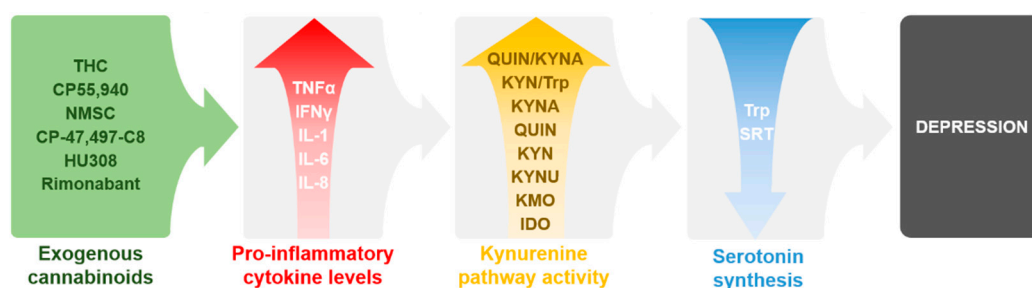 THC
CP55,940
NMSC
CP-47,497-C8
HU308
Rimonabant
Exogenous
cannabinoids
TNFα
IFNγ
IL-1
IL-6
IL-8
Pro-inflammatory
cytokine levels
QUIN/KYNA
KYN/Trp
KYNA
QUIN
KYN
KYNU
KMO
IDO
Kynurenine
pathway activity
Trp
SRT
Serotonin
synthesis
DEPRESSION